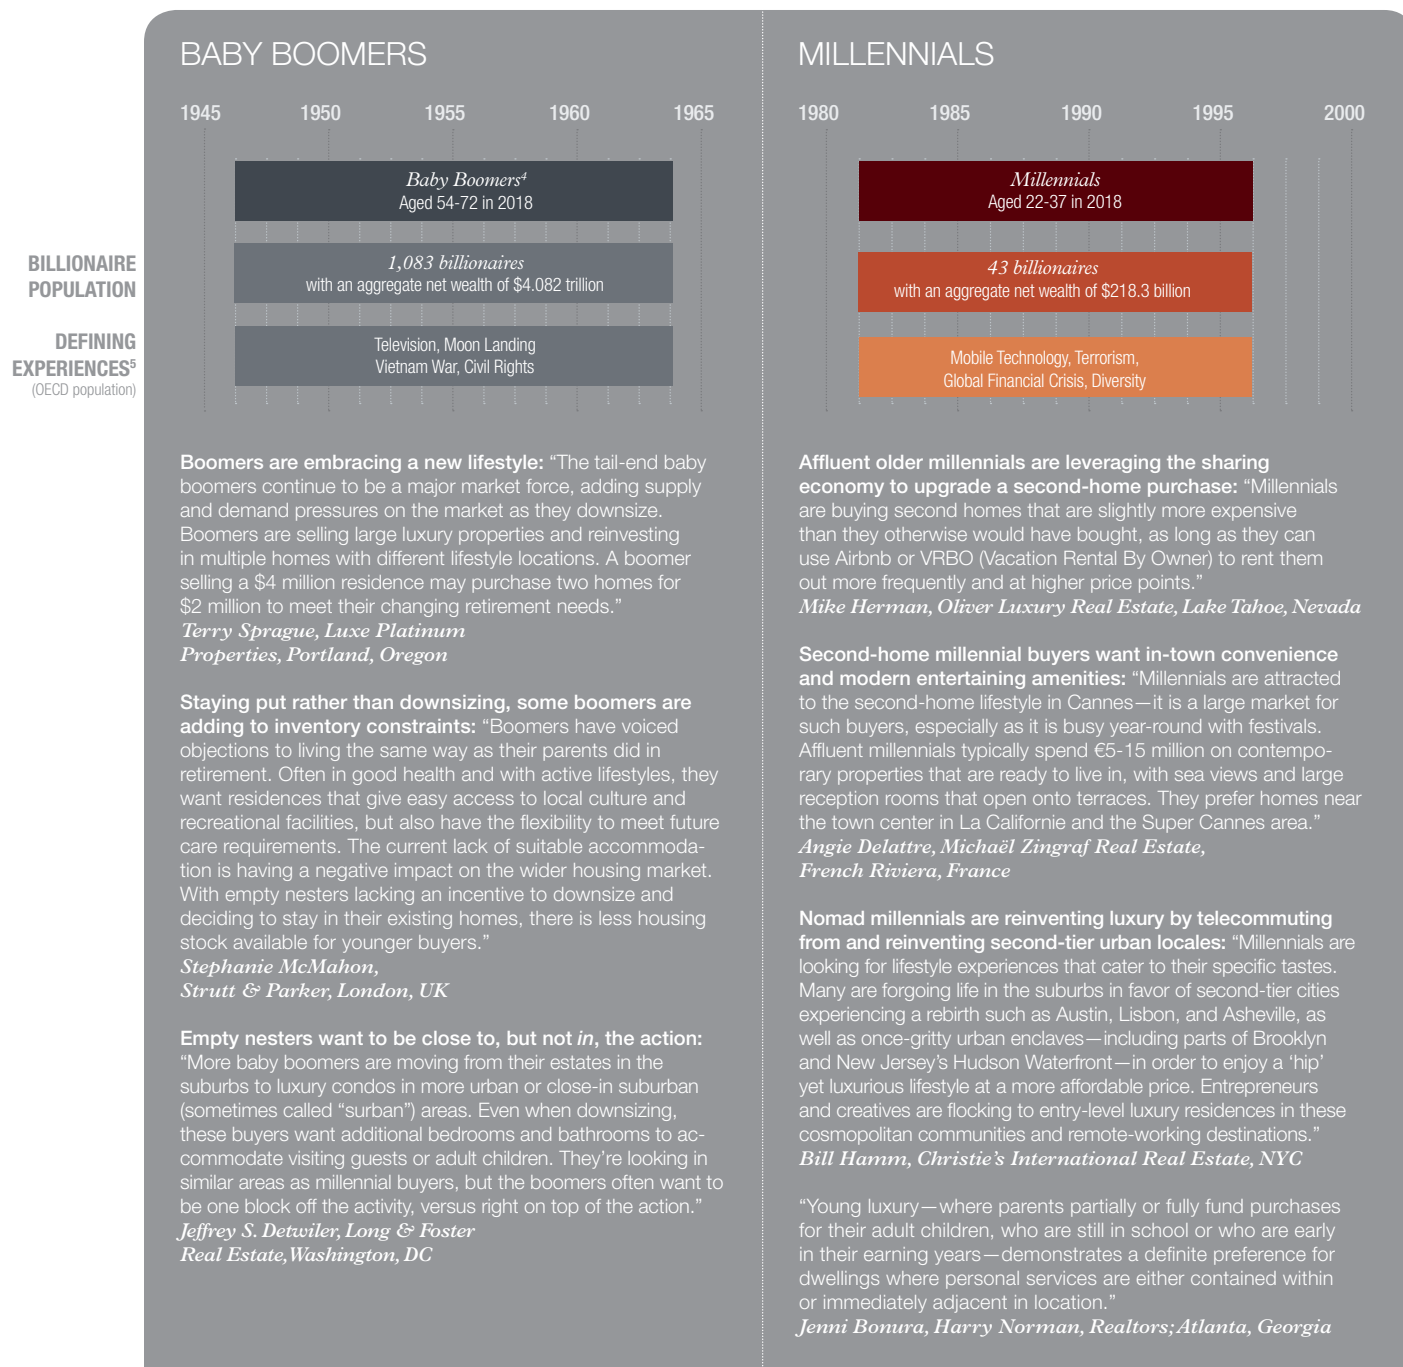 BABY BOOMERS
1945 1950 1955 1960 1965
Baby Boomers⁴
Aged 54-72 in 2018
BILLIONAIRE
POPULATION
1,083 billionaires
with an aggregate net wealth of $4.082 trillion
DEFINING
EXPERIENCES⁵
(OECD population)
Television, Moon Landing
Vietnam War, Civil Rights
Boomers are embracing a new lifestyle: “The tail-end baby
boomers continue to be a major market force, adding supply
and demand pressures on the market as they downsize.
Boomers are selling large luxury properties and reinvesting
in multiple homes with different lifestyle locations. A boomer
selling a $4 million residence may purchase two homes for
$2 million to meet their changing retirement needs.”
Terry Sprague, Luxe Platinum
Properties, Portland, Oregon
Staying put rather than downsizing, some boomers are
adding to inventory constraints: “Boomers have voiced
objections to living the same way as their parents did in
retirement. Often in good health and with active lifestyles, they
want residences that give easy access to local culture and
recreational facilities, but also have the flexibility to meet future
care requirements. The current lack of suitable accommoda-
tion is having a negative impact on the wider housing market.
With empty nesters lacking an incentive to downsize and
deciding to stay in their existing homes, there is less housing
stock available for younger buyers.”
Stephanie McMahon,
Strutt & Parker, London, UK
Empty nesters want to be close to, but not in, the action:
“More baby boomers are moving from their estates in the
suburbs to luxury condos in more urban or close-in suburban
(sometimes called “surban”) areas. Even when downsizing,
these buyers want additional bedrooms and bathrooms to ac-
commodate visiting guests or adult children. They’re looking in
similar areas as millennial buyers, but the boomers often want to
be one block off the activity, versus right on top of the action.”
Jeffrey S. Detwiler, Long & Foster
Real Estate, Washington, DC
MILLENNIALS
1980 1985 1990 1995 2000
Millennials
Aged 22-37 in 2018
43 billionaires
with an aggregate net wealth of $218.3 billion
Mobile Technology, Terrorism,
Global Financial Crisis, Diversity
Affluent older millennials are leveraging the sharing
economy to upgrade a second-home purchase: “Millennials
are buying second homes that are slightly more expensive
than they otherwise would have bought, as long as they can
use Airbnb or VRBO (Vacation Rental By Owner) to rent them
out more frequently and at higher price points.”
Mike Herman, Oliver Luxury Real Estate, Lake Tahoe, Nevada
Second-home millennial buyers want in-town convenience
and modern entertaining amenities: “Millennials are attracted
to the second-home lifestyle in Cannes—it is a large market for
such buyers, especially as it is busy year-round with festivals.
Affluent millennials typically spend €5-15 million on contempo-
rary properties that are ready to live in, with sea views and large
reception rooms that open onto terraces. They prefer homes near
the town center in La Californie and the Super Cannes area.”
Angie Delattre, Michaël Zingraf Real Estate,
French Riviera, France
Nomad millennials are reinventing luxury by telecommuting
from and reinventing second-tier urban locales: “Millennials are
looking for lifestyle experiences that cater to their specific tastes.
Many are forgoing life in the suburbs in favor of second-tier cities
experiencing a rebirth such as Austin, Lisbon, and Asheville, as
well as once-gritty urban enclaves—including parts of Brooklyn
and New Jersey’s Hudson Waterfront—in order to enjoy a ‘hip’
yet luxurious lifestyle at a more affordable price. Entrepreneurs
and creatives are flocking to entry-level luxury residences in these
cosmopolitan communities and remote-working destinations.”
Bill Hamm, Christie’s International Real Estate, NYC
“Young luxury—where parents partially or fully fund purchases
for their adult children, who are still in school or who are early
in their earning years—demonstrates a definite preference for
dwellings where personal services are either contained within
or immediately adjacent in location.”
Jenni Bonura, Harry Norman, Realtors; Atlanta, Georgia